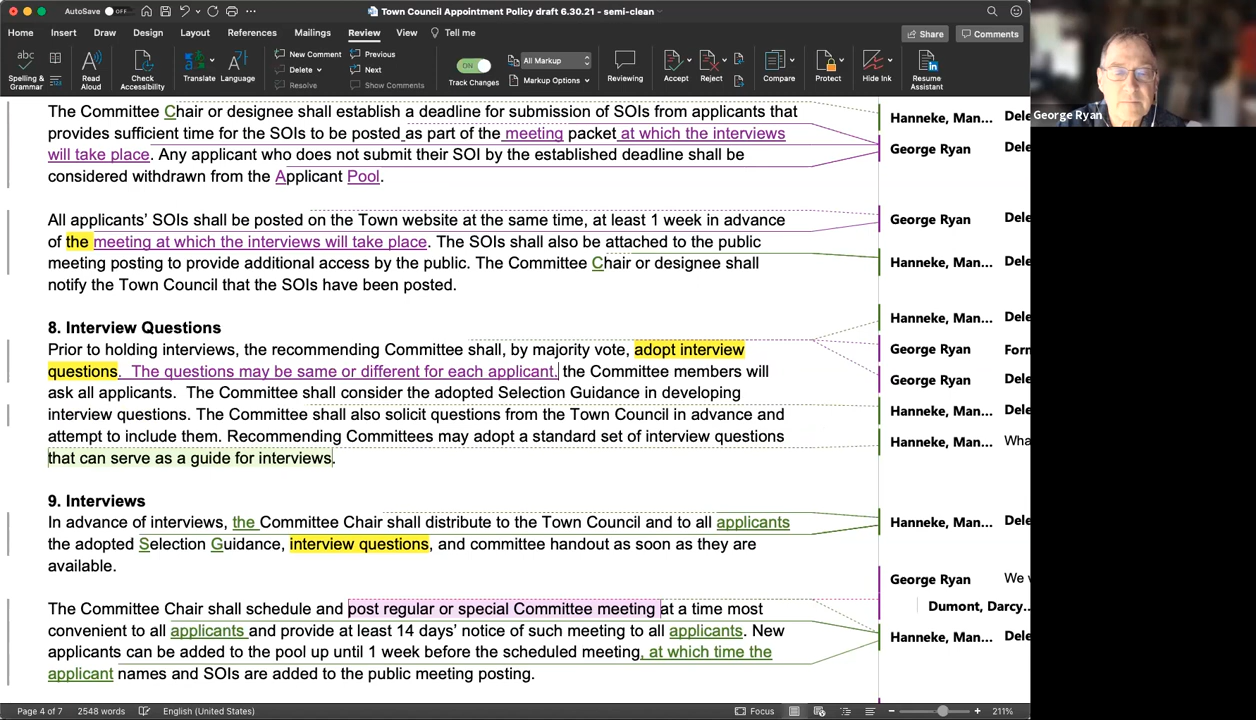 AutoSave OFF
Town Council Appointment Policy draft 6.30.21 - semi-clean
Home Insert Draw Design Layout References Mailings Review View Tell me
Share Comments
Spelling & Grammar
Read Aloud
Check Accessibility
Translate Language
New Comment
Delete
Resolve
Previous
Next
Show Comments
ON
Track Changes
All Markup
Markup Options
Reviewing
Accept Reject
Compare
Protect
Hide Ink
Resume Assistant
The Committee Chair or designee shall establish a deadline for submission of SOIs from applicants that
provides sufficient time for the SOIs to be posted as part of the meeting packet at which the interviews
will take place. Any applicant who does not submit their SOI by the established deadline shall be
considered withdrawn from the Applicant Pool.
All applicants’ SOIs shall be posted on the Town website at the same time, at least 1 week in advance
of the meeting at which the interviews will take place. The SOIs shall also be attached to the public
meeting posting to provide additional access by the public. The Committee Chair or designee shall
notify the Town Council that the SOIs have been posted.
8. Interview Questions
Prior to holding interviews, the recommending Committee shall, by majority vote, adopt interview
questions.  The questions may be same or different for each applicant. the Committee members will
ask all applicants.  The Committee shall consider the adopted Selection Guidance in developing
interview questions. The Committee shall also solicit questions from the Town Council in advance and
attempt to include them. Recommending Committees may adopt a standard set of interview questions
that can serve as a guide for interviews.
9. Interviews
In advance of interviews, the Committee Chair shall distribute to the Town Council and to all applicants
the adopted Selection Guidance, interview questions, and committee handout as soon as they are
available.
The Committee Chair shall schedule and post regular or special Committee meeting at a time most
convenient to all applicants and provide at least 14 days’ notice of such meeting to all applicants. New
applicants can be added to the pool up until 1 week before the scheduled meeting, at which time the
applicant names and SOIs are added to the public meeting posting.
Hanneke, Man... Dele
George Ryan Dele
George Ryan Dele
Hanneke, Man... Dele
Hanneke, Man... Dele
George Ryan Forn
George Ryan Dele
Hanneke, Man... Dele
Hanneke, Man... Wha
Hanneke, Man... Dele
George Ryan We v
Dumont, Darcy...
Hanneke, Man... Dele
Page 4 of 7 2548 words English (United States) Focus 211%
George Ryan